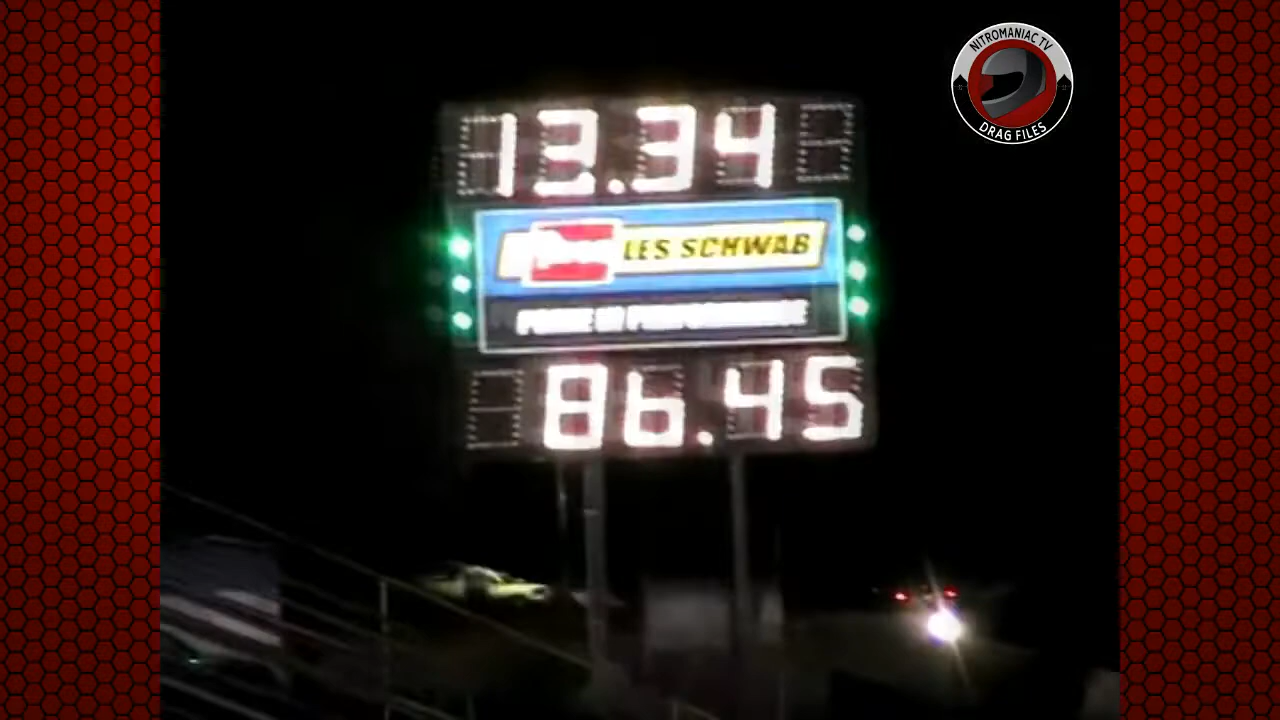 NITROMANIAC TV
DRAG FILES
13.34
LES SCHWAB
86.45